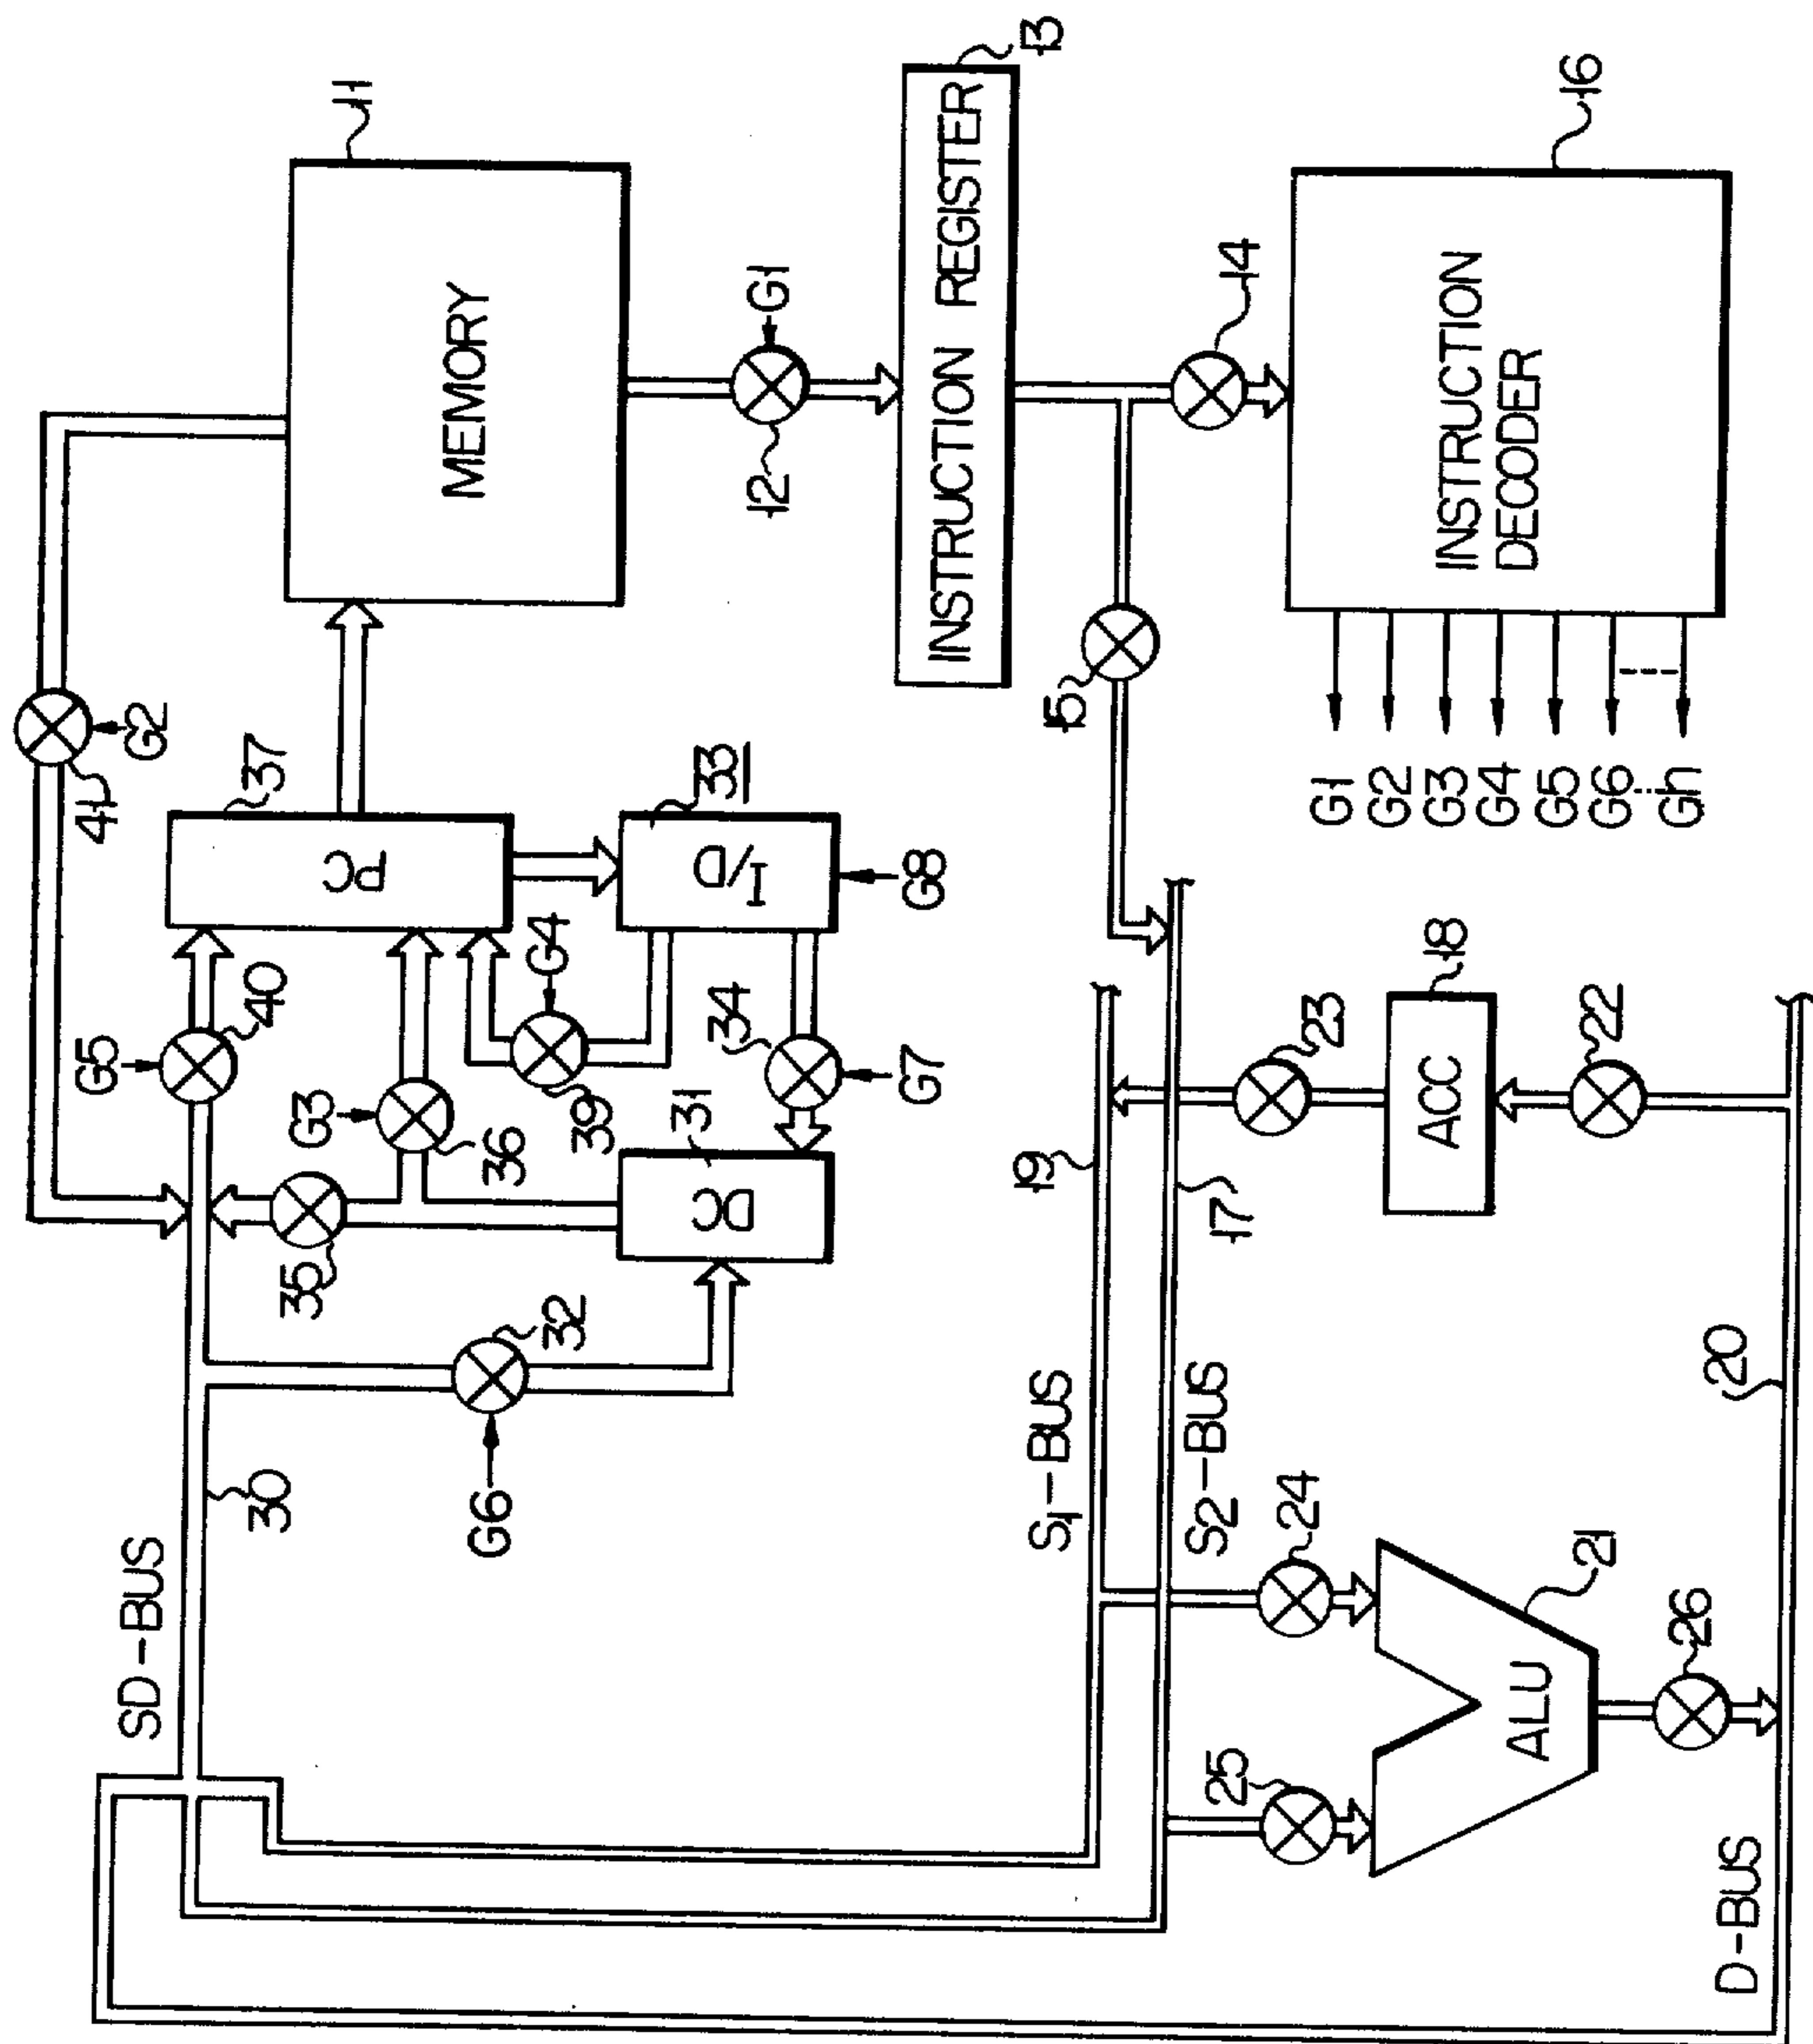 11
MEMORY
G1
12
13
INSTRUCTION REGISTER
14
15
16
INSTRUCTION
DECODER
G1
G2
G3
G4
G5
G6
Gn
G2
41
37
PC
33
I/D
G8
G4
39
34
G7
G5
40
G3
36
35
31
DC
32
G6
30
SD-BUS
19
S1-BUS
17
S2-BUS
23
18
ACC
22
20
24
25
21
ALU
26
D-BUS